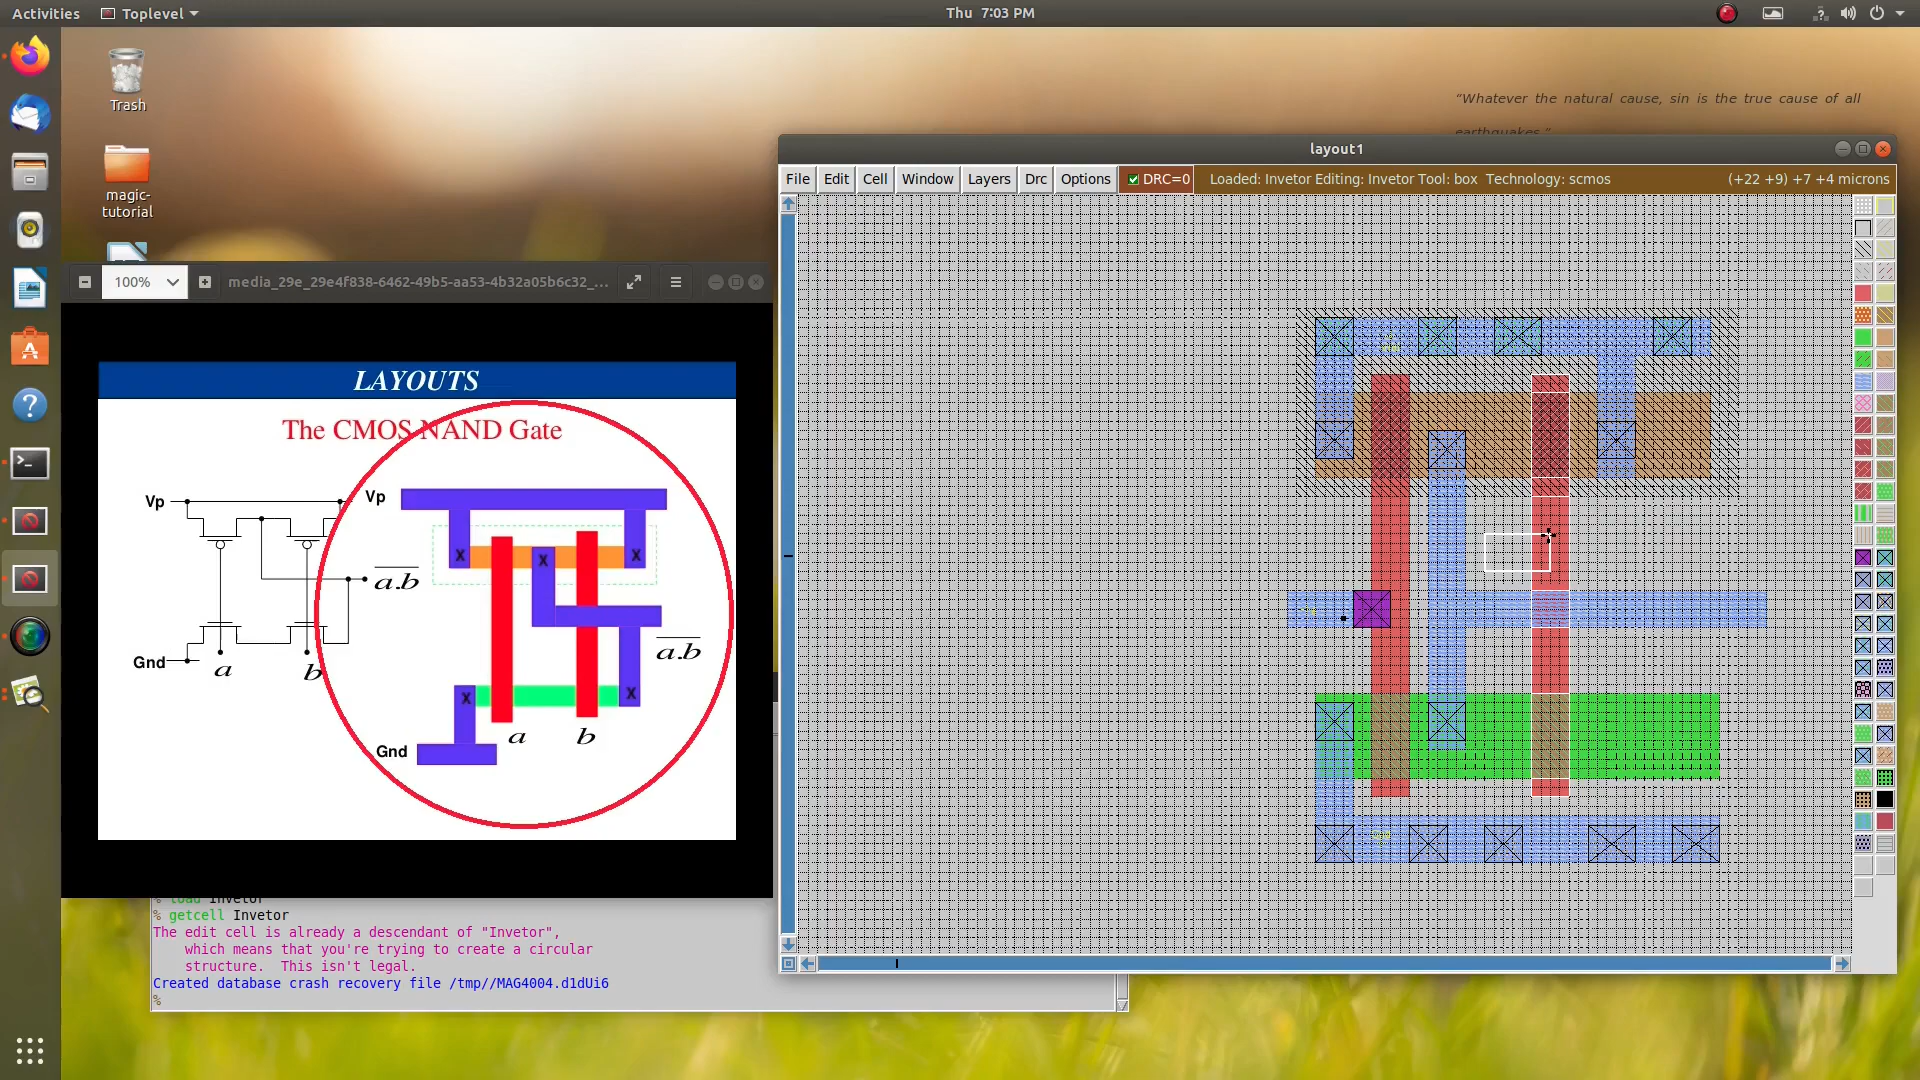 Activities
Toplevel
Thu 7:03 PM
Trash
magic-
tutorial
“Whatever the natural cause, sin is the true cause of all
earthquakes.”
layout1
File Edit Cell Window Layers Drc Options DRC=0 Loaded: Invetor Editing: Invetor Tool: box Technology: scmos (+22 +9) +7 +4 microns
100%
media_29e_29e4f838-6462-49b5-aa53-4b32a05b6c32_...
LAYOUTS
The CMOS NAND Gate
Vp
Vp
X X X
a.b
a.b
Gnd
a
b
X X
a
b
Gnd
% load Invetor
% getcell Invetor
The edit cell is already a descendant of "Invetor",
which means that you're trying to create a circular
structure. This isn't legal.
Created database crash recovery file /tmp//MAG4004.d1dUi6
%